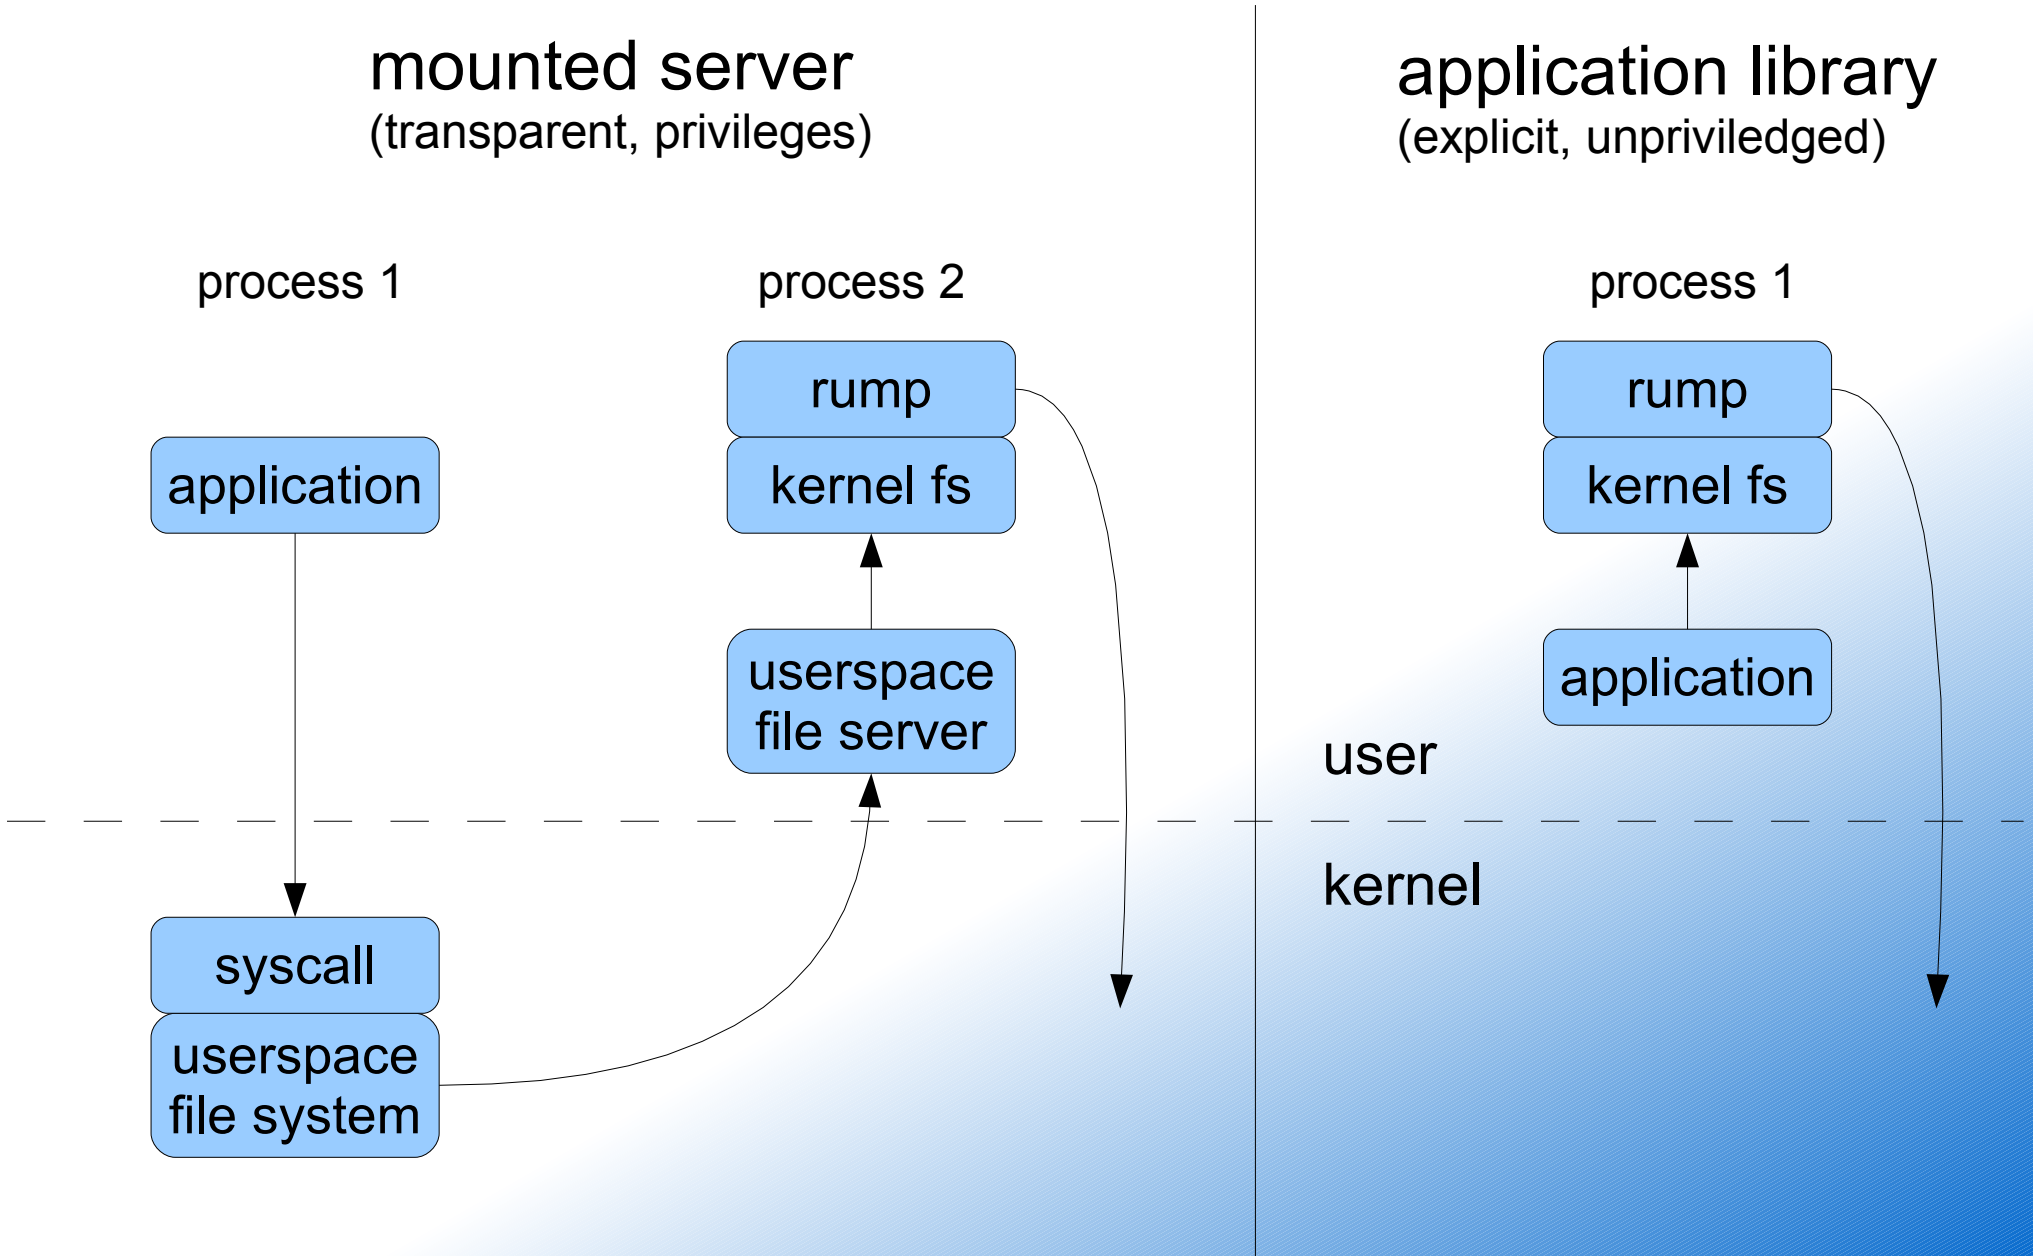 mounted server
(transparent, privileges)
process 1
process 2
application
rump
kernel fs
userspace
file server
syscall
userspace
file system
application library
(explicit, unpriviledged)
process 1
rump
kernel fs
application
user
kernel